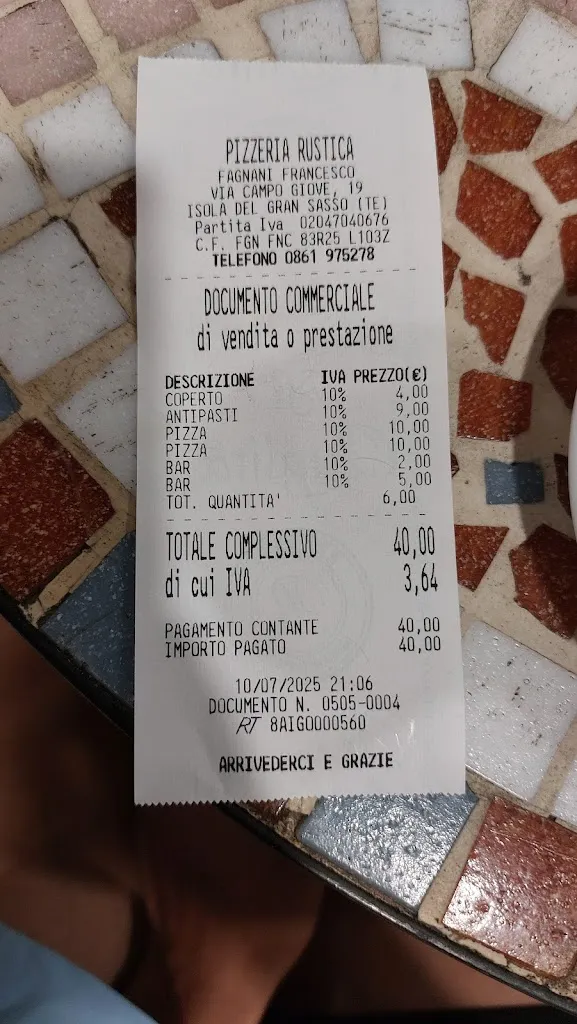 PIZZERIA RUSTICA
FAGNANI FRANCESCO
VIA CAMPO GIOVE, 19
ISOLA DEL GRAN SASSO (TE)
Partita Iva 02047040676
C.F. FGN FNC 83R25 L103Z
TELEFONO 0861 975278
DOCUMENTO COMMERCIALE
di vendita o prestazione
DESCRIZIONE IVA PREZZO(€)
COPERTO 10% 4,00
ANTIPASTI 10% 9,00
PIZZA 10% 10,00
PIZZA 10% 10,00
BAR 10% 2,00
BAR 10% 5,00
TOT. QUANTITA' 6,00
TOTALE COMPLESSIVO 40,00
di cui IVA 3,64
PAGAMENTO CONTANTE 40,00
IMPORTO PAGATO 40,00
10/07/2025 21:06
DOCUMENTO N. 0505-0004
RT 8AIG0000560
ARRIVEDERCI E GRAZIE